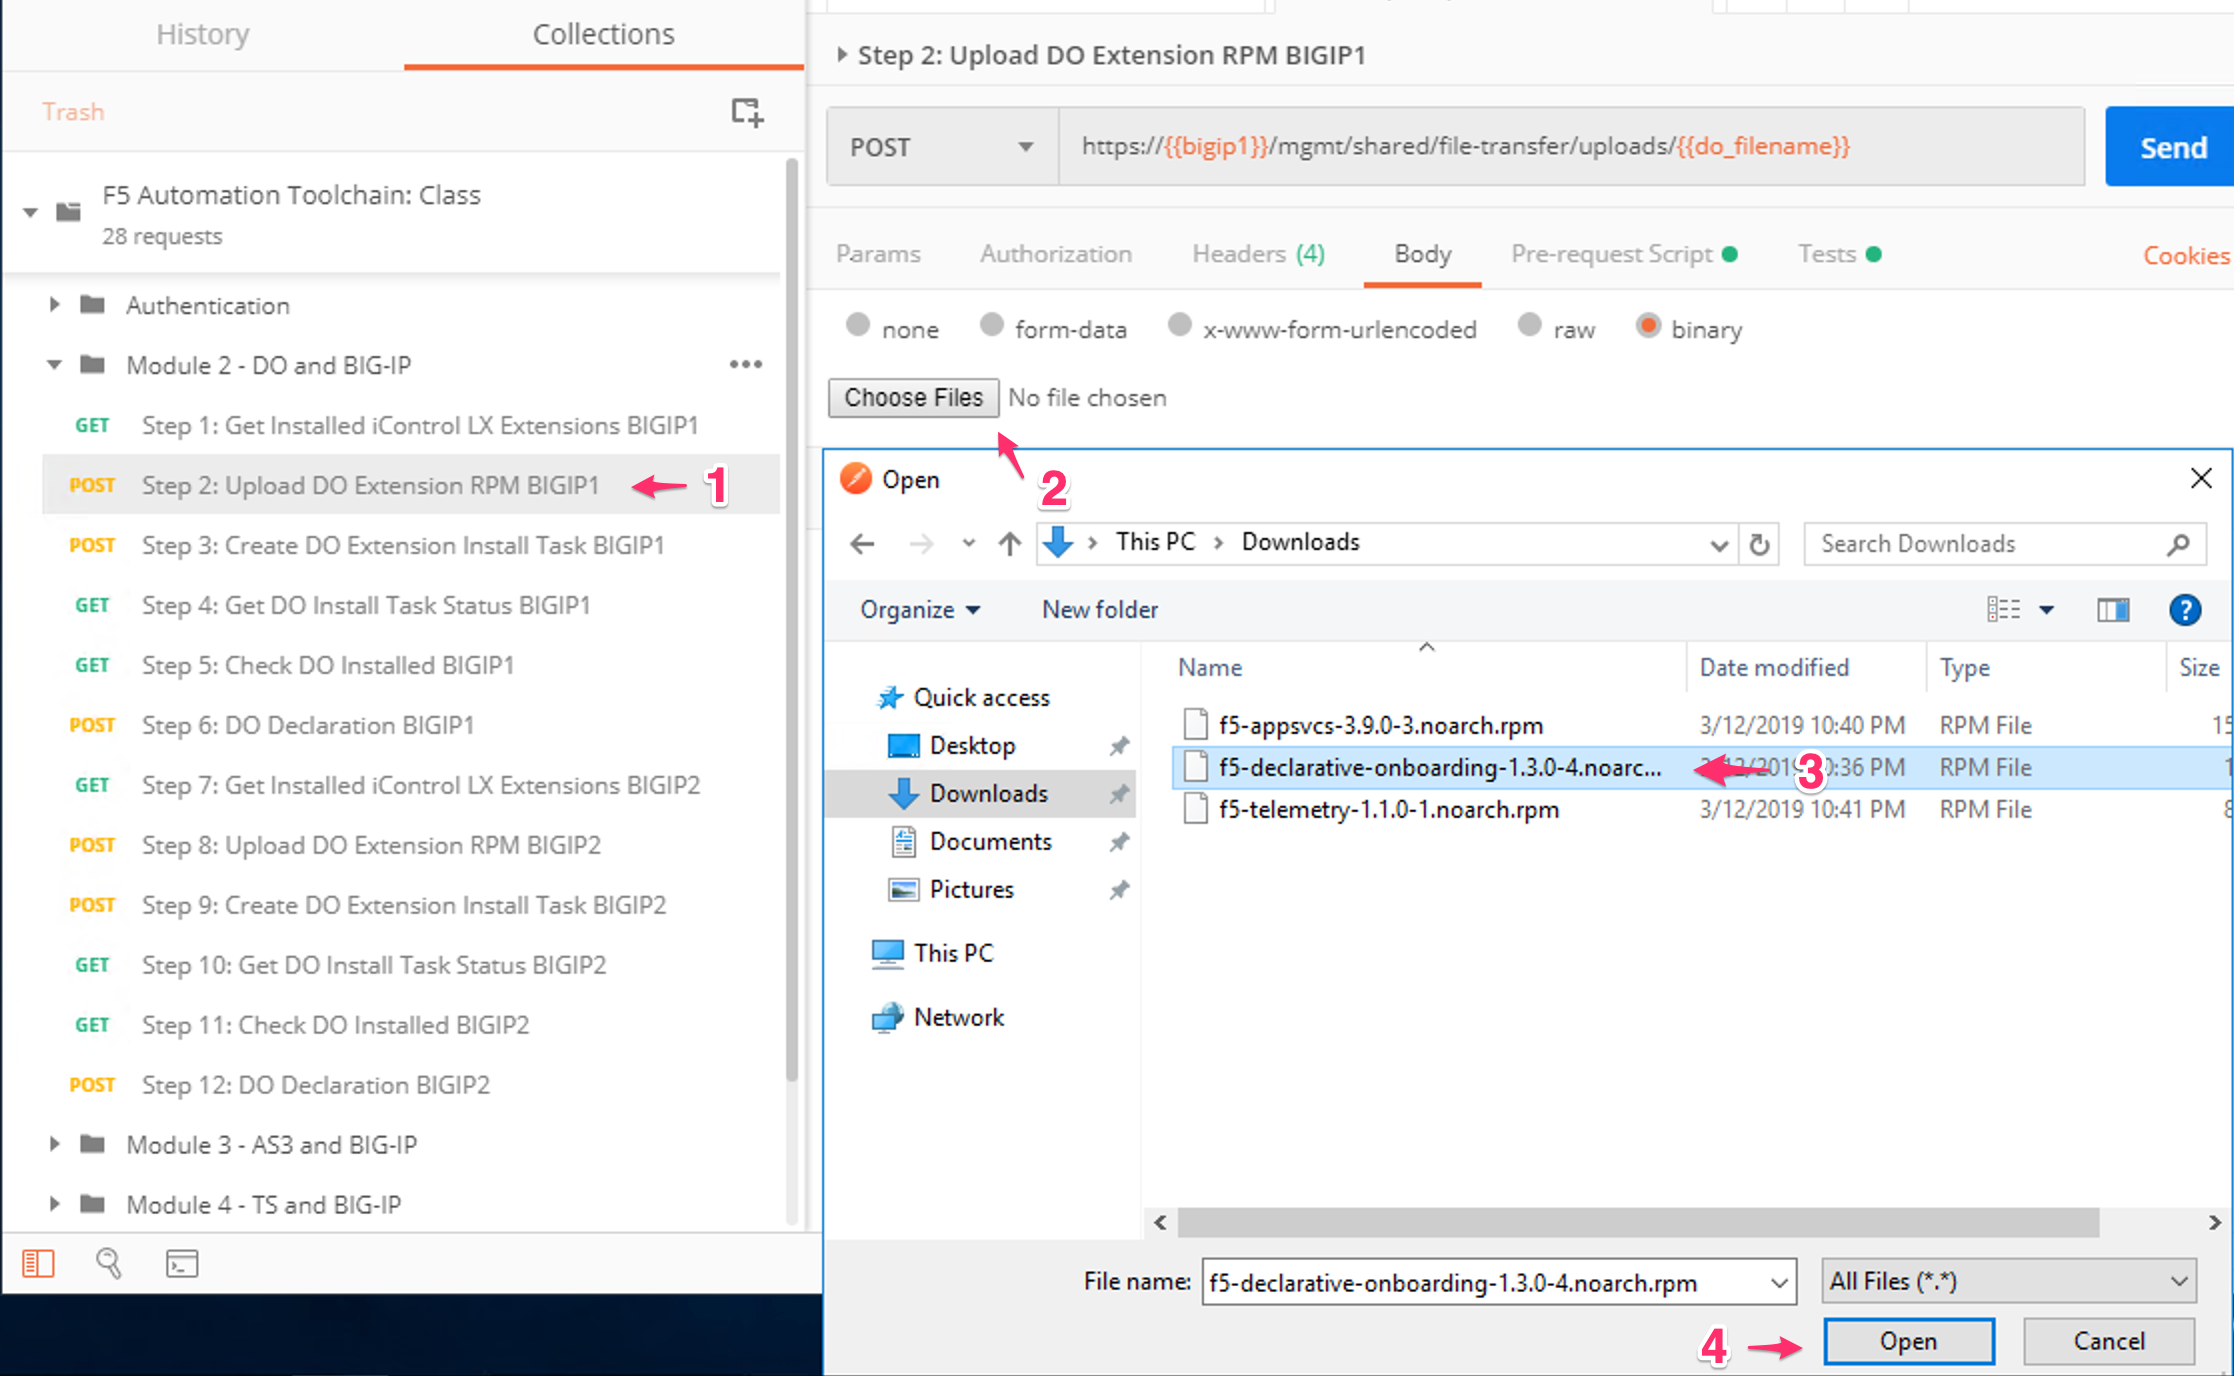 History
Collections
Trash
F5 Automation Toolchain: Class
28 requests
Authentication
Module 2 - DO and BIG-IP
GET Step 1: Get Installed iControl LX Extensions BIGIP1
POST Step 2: Upload DO Extension RPM BIGIP1
1
POST Step 3: Create DO Extension Install Task BIGIP1
GET Step 4: Get DO Install Task Status BIGIP1
GET Step 5: Check DO Installed BIGIP1
POST Step 6: DO Declaration BIGIP1
GET Step 7: Get Installed iControl LX Extensions BIGIP2
POST Step 8: Upload DO Extension RPM BIGIP2
POST Step 9: Create DO Extension Install Task BIGIP2
GET Step 10: Get DO Install Task Status BIGIP2
GET Step 11: Check DO Installed BIGIP2
POST Step 12: DO Declaration BIGIP2
Module 3 - AS3 and BIG-IP
Module 4 - TS and BIG-IP
Step 2: Upload DO Extension RPM BIGIP1
POST https://{{bigip1}}/mgmt/shared/file-transfer/uploads/{{do_filename}} Send
Params Authorization Headers (4) Body Pre-request Script Tests Cookies
none form-data x-www-form-urlencoded raw binary
Choose Files No file chosen
2
Open
This PC > Downloads
Search Downloads
Organize New folder
?
Quick access
Desktop
Downloads
Documents
Pictures
This PC
Network
Name Date modified Type Size
f5-appsvcs-3.9.0-3.noarch.rpm 3/12/2019 10:40 PM RPM File 15
f5-declarative-onboarding-1.3.0-4.noarc... :36 PM RPM File 1
3
f5-telemetry-1.1.0-1.noarch.rpm 3/12/2019 10:41 PM RPM File 8
File name: f5-declarative-onboarding-1.3.0-4.noarch.rpm All Files (*.*)
4
Open Cancel